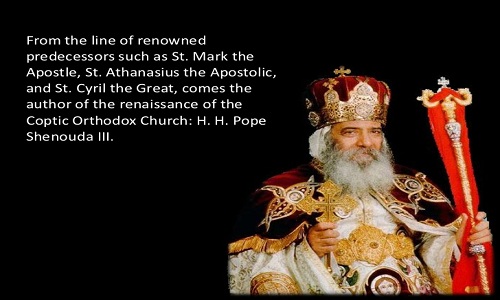 From the line of renowned
predecessors such as St. Mark the
Apostle, St. Athanasius the Apostolic,
and St. Cyril the Great, comes the
author of the renaissance of the
Coptic Orthodox Church: H. H. Pope
Shenouda III.